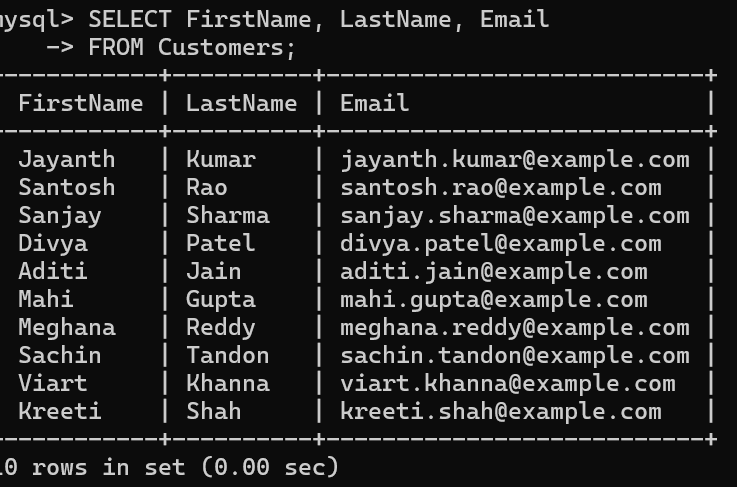 mysql> SELECT FirstName, LastName, Email
    -> FROM Customers;
-----------+-----------+----------------------------+
 FirstName | LastName | Email                     |
-----------+-----------+----------------------------+
 Jayanth   | Kumar    | jayanth.kumar@example.com |
 Santosh   | Rao      | santosh.rao@example.com   |
 Sanjay    | Sharma   | sanjay.sharma@example.com |
 Divya     | Patel    | divya.patel@example.com   |
 Aditi     | Jain     | aditi.jain@example.com    |
 Mahi      | Gupta    | mahi.gupta@example.com    |
 Meghana   | Reddy    | meghana.reddy@example.com |
 Sachin    | Tandon   | sachin.tandon@example.com |
 Viart     | Khanna   | viart.khanna@example.com  |
 Kreeti    | Shah     | kreeti.shah@example.com   |
-----------+-----------+----------------------------+
10 rows in set (0.00 sec)